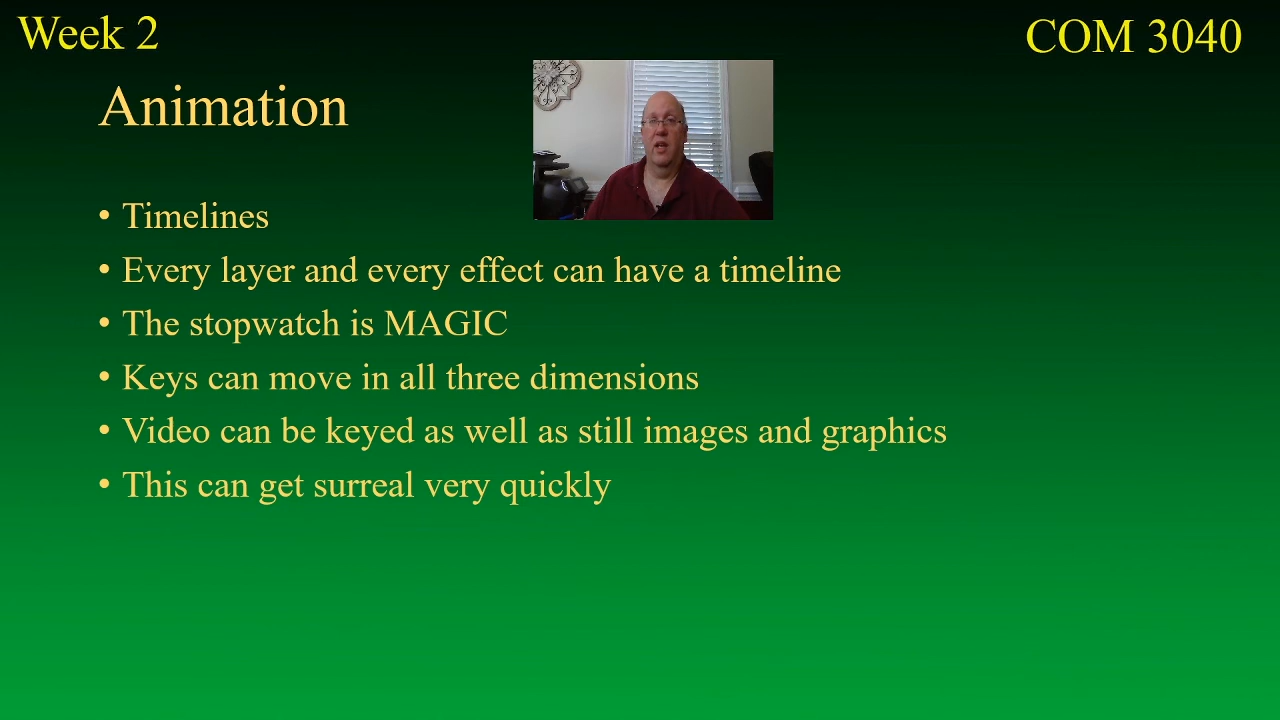 Week 2
COM 3040
Animation
• Timelines
• Every layer and every effect can have a timeline
• The stopwatch is MAGIC
• Keys can move in all three dimensions
• Video can be keyed as well as still images and graphics
• This can get surreal very quickly